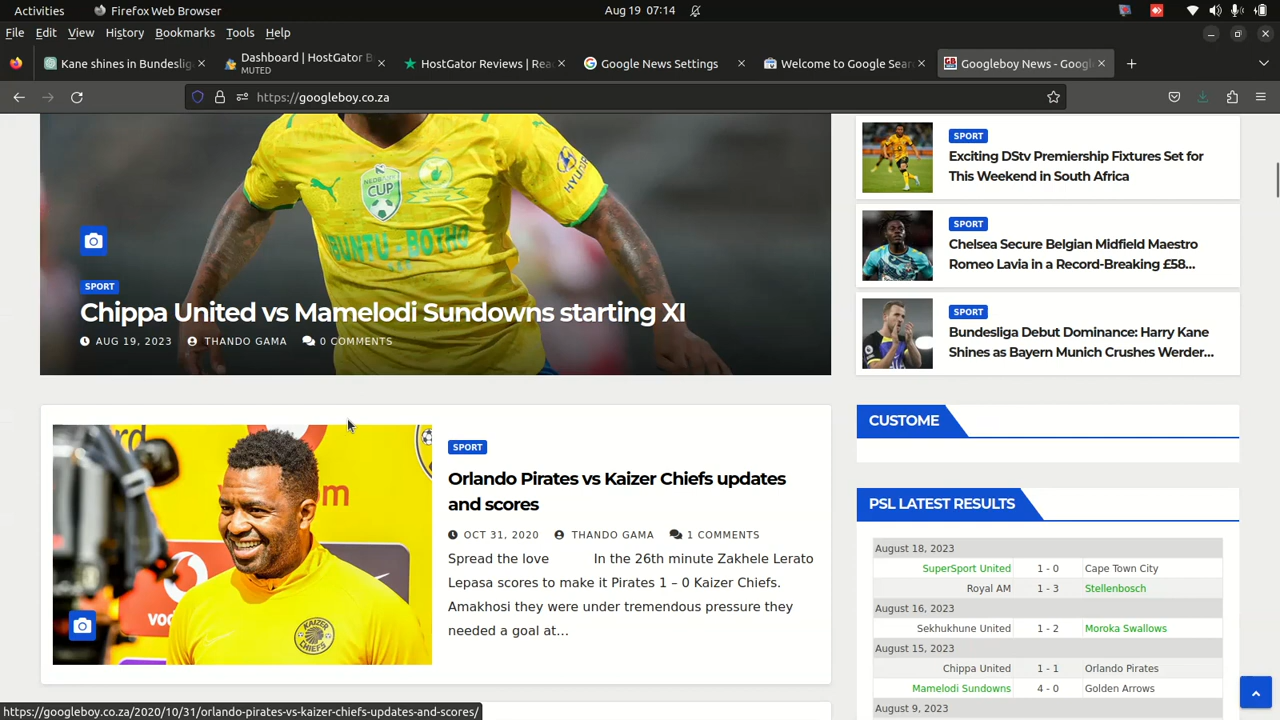 Activities
Firefox Web Browser
Aug 19 07:14
File Edit View History Bookmarks Tools Help
Kane shines in Bundeslig
Dashboard | HostGator B
MUTED
HostGator Reviews | Rea
Google News Settings
Welcome to Google Sear
Googleboy News - Googl
https://googleboy.co.za
NEDBANK
CUP
HYUNDAI
UBUNTU - BOTHO
SPORT
Chippa United vs Mamelodi Sundowns starting XI
AUG 19, 2023 THANDO GAMA 0 COMMENTS
SPORT
Exciting DStv Premiership Fixtures Set for
This Weekend in South Africa
SPORT
Chelsea Secure Belgian Midfield Maestro
Romeo Lavia in a Record-Breaking £58...
SPORT
Bundesliga Debut Dominance: Harry Kane
Shines as Bayern Munich Crushes Werder...
KAIZER
CHIEFS
SPORT
Orlando Pirates vs Kaizer Chiefs updates
and scores
OCT 31, 2020 THANDO GAMA 1 COMMENTS
Spread the love In the 26th minute Zakhele Lerato
Lepasa scores to make it Pirates 1 – 0 Kaizer Chiefs.
Amakhosi they were under tremendous pressure they
needed a goal at...
CUSTOME
PSL LATEST RESULTS
August 18, 2023
SuperSport United 1 - 0 Cape Town City
Royal AM 1 - 3 Stellenbosch
August 16, 2023
Sekhukhune United 1 - 2 Moroka Swallows
August 15, 2023
Chippa United 1 - 1 Orlando Pirates
Mamelodi Sundowns 4 - 0 Golden Arrows
August 9, 2023
https://googleboy.co.za/2020/10/31/orlando-pirates-vs-kaizer-chiefs-updates-and-scores/